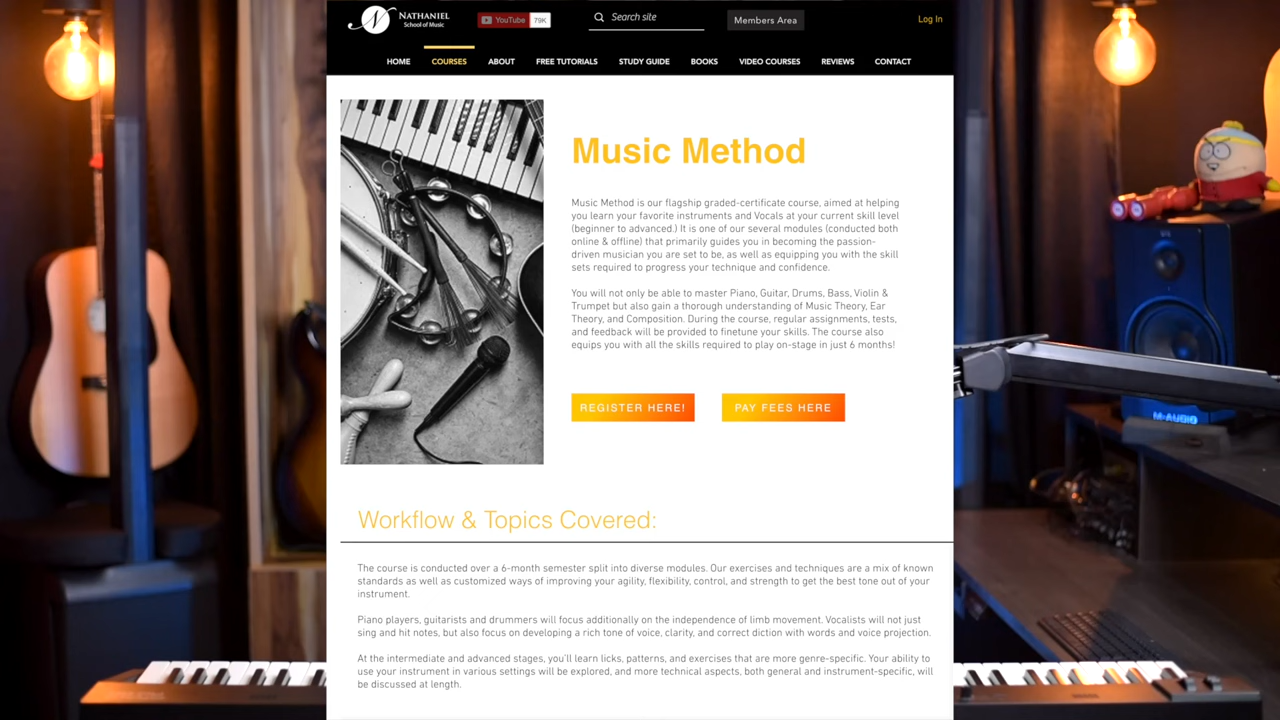 NATHANIEL
School of Music
YouTube 79K
Search site
Members Area
Log In
HOME COURSES ABOUT FREE TUTORIALS STUDY GUIDE BOOKS VIDEO COURSES REVIEWS CONTACT
Music Method
Music Method is our flagship graded-certificate course, aimed at helping
you learn your favorite instruments and Vocals at your current skill level
(beginner to advanced.) It is one of our several modules (conducted both
online & offline) that primarily guides you in becoming the passion-
driven musician you are set to be, as well as equipping you with the skill
sets required to progress your technique and confidence.
You will not only be able to master Piano, Guitar, Drums, Bass, Violin &
Trumpet but also gain a thorough understanding of Music Theory, Ear
Theory, and Composition. During the course, regular assignments, tests,
and feedback will be provided to finetune your skills. The course also
equips you with all the skills required to play on-stage in just 6 months!
REGISTER HERE! PAY FEES HERE
Workflow & Topics Covered:
The course is conducted over a 6-month semester split into diverse modules. Our exercises and techniques are a mix of known
standards as well as customized ways of improving your agility, flexibility, control, and strength to get the best tone out of your
instrument.
Piano players, guitarists and drummers will focus additionally on the independence of limb movement. Vocalists will not just
sing and hit notes, but also focus on developing a rich tone of voice, clarity, and correct diction with words and voice projection.
At the intermediate and advanced stages, you'll learn licks, patterns, and exercises that are more genre-specific. Your ability to
use your instrument in various settings will be explored, and more technical aspects, both general and instrument-specific, will
be discussed at length.
M-AUDIO